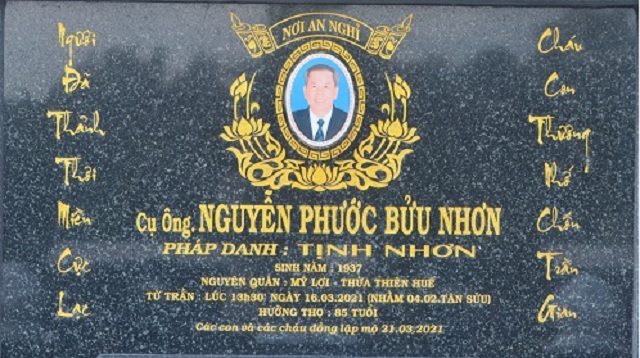 NƠI AN NGHỈ
Người
Đã
Thảnh
Thơi
Miền
Cực
Lạc
Cháu
Con
Thương
Nhớ
Chốn
Trần
Gian
Cụ Ông. NGUYỄN PHƯỚC BỬU NHƠN
PHÁP DANH : TỊNH NHƠN
SINH NĂM : 1937
NGUYÊN QUÁN - MỸ LỢI - THỪA THIÊN HUẾ
TỪ TRẦN : LÚC 13h30' NGÀY 16.03.2021 (NHẰM 04.02.TÂN SỬU)
HƯỞNG THỌ : 85 TUỔI
Các con và các cháu đồng lập mộ 21.03.2021